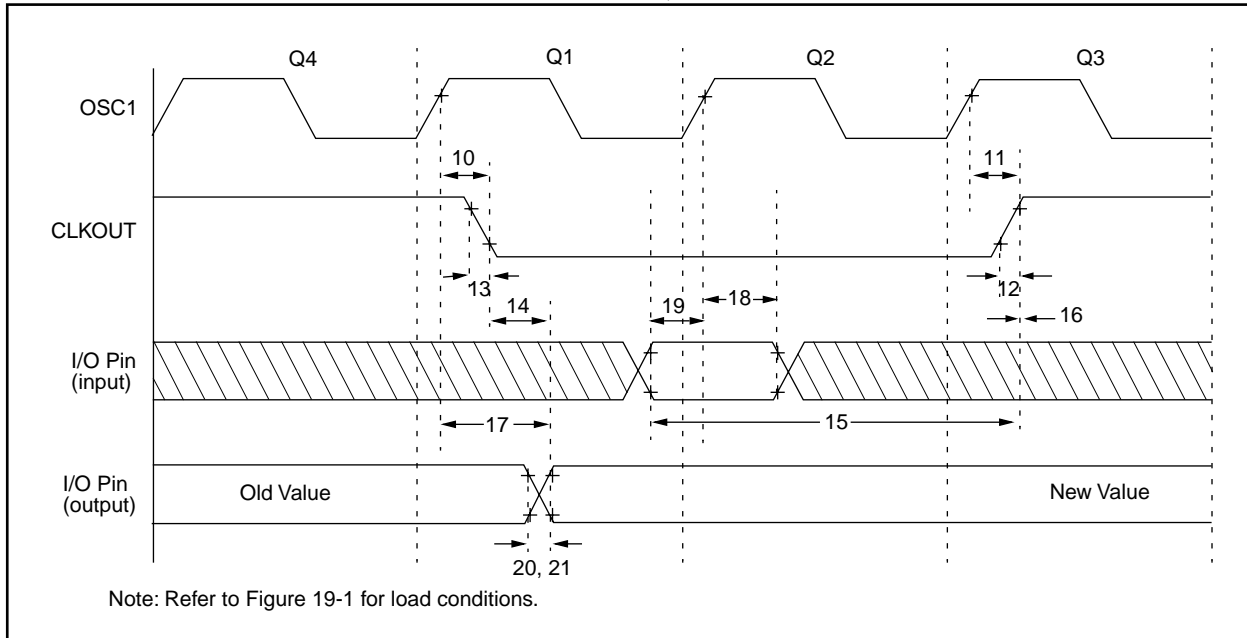 Q4 Q1 Q2 Q3
OSC1
10 11
CLKOUT
13 12
14 19 18 16
I/O Pin
(input)
17 15
I/O Pin
(output)
Old Value New Value
20, 21
Note: Refer to Figure 19-1 for load conditions.